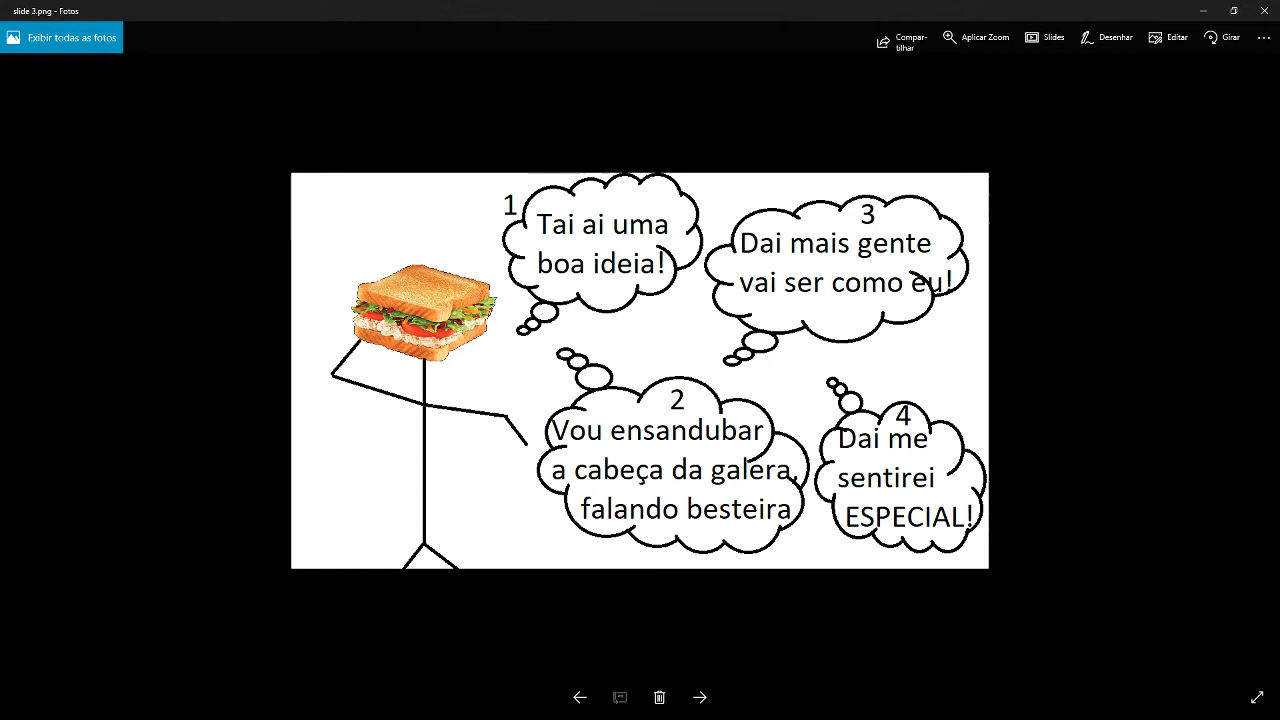 slide 3.png - Fotos
Exibir todas as fotos
Compar-
tilhar
Aplicar Zoom
Slides
Desenhar
Editar
Girar
1
Tai ai uma
boa ideia!
2
Vou ensandubar
a cabeça da galera,
falando besteira
3
Dai mais gente
vai ser como eu!
4
Dai me
sentirei
ESPECIAL!